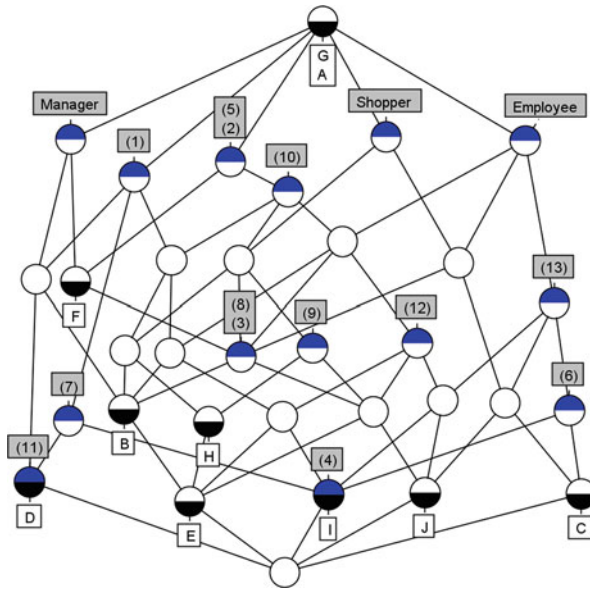 G
A
Manager
(5)
(2)
Shopper
Employee
(1)
(10)
(13)
F
(8)
(3)
(9)
(12)
(7)
(6)
B
H
(11)
(4)
D
E
I
J
C